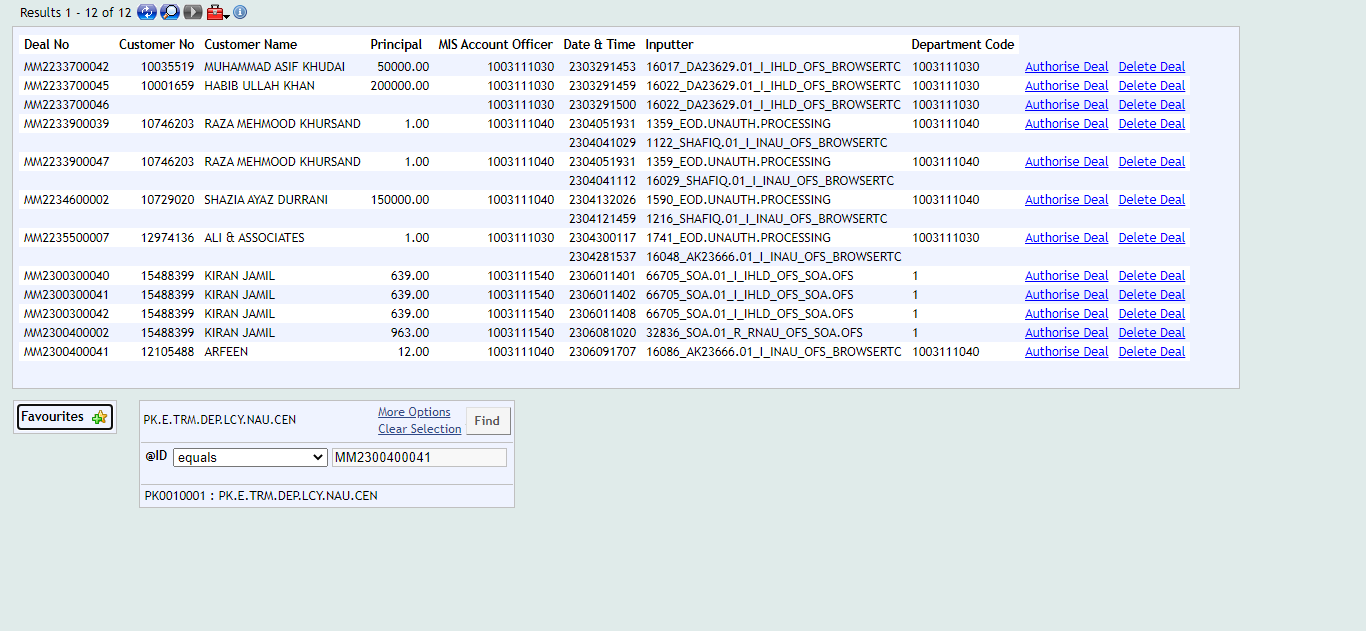 Results 1 - 12 of 12
Deal No Customer No Customer Name Principal MIS Account Officer Date & Time Inputter Department Code
MM2233700042 10035519 MUHAMMAD ASIF KHUDAI 50000.00 1003111030 2303291453 16017_DA23629.01_I_IHLD_OFS_BROWSERTC 1003111030 Authorise Deal Delete Deal
MM2233700045 10001659 HABIB ULLAH KHAN 200000.00 1003111030 2303291459 16022_DA23629.01_I_IHLD_OFS_BROWSERTC 1003111030 Authorise Deal Delete Deal
MM2233700046 1003111030 2303291500 16022_DA23629.01_I_IHLD_OFS_BROWSERTC 1003111030 Authorise Deal Delete Deal
MM2233900039 10746203 RAZA MEHMOOD KHURSAND 1.00 1003111040 2304051931 1359_EOD.UNAUTH.PROCESSING 1003111040 Authorise Deal Delete Deal
2304041029 1122_SHAFIQ.01_I_INAU_OFS_BROWSERTC
MM2233900047 10746203 RAZA MEHMOOD KHURSAND 1.00 1003111040 2304051931 1359_EOD.UNAUTH.PROCESSING 1003111040 Authorise Deal Delete Deal
2304041112 16029_SHAFIQ.01_I_INAU_OFS_BROWSERTC
MM2234600002 10729020 SHAZIA AYAZ DURRANI 150000.00 1003111040 2304132026 1590_EOD.UNAUTH.PROCESSING 1003111040 Authorise Deal Delete Deal
2304121459 1216_SHAFIQ.01_I_INAU_OFS_BROWSERTC
MM2235500007 12974136 ALI & ASSOCIATES 1.00 1003111030 2304300117 1741_EOD.UNAUTH.PROCESSING 1003111030 Authorise Deal Delete Deal
2304281537 16048_AK23666.01_I_INAU_OFS_BROWSERTC
MM2300300040 15488399 KIRAN JAMIL 639.00 1003111540 2306011401 66705_SOA.01_I_IHLD_OFS_SOA.OFS 1 Authorise Deal Delete Deal
MM2300300041 15488399 KIRAN JAMIL 639.00 1003111540 2306011402 66705_SOA.01_I_IHLD_OFS_SOA.OFS 1 Authorise Deal Delete Deal
MM2300300042 15488399 KIRAN JAMIL 639.00 1003111540 2306011408 66705_SOA.01_I_IHLD_OFS_SOA.OFS 1 Authorise Deal Delete Deal
MM2300400002 15488399 KIRAN JAMIL 963.00 1003111540 2306081020 32836_SOA.01_R_RNAU_OFS_SOA.OFS 1 Authorise Deal Delete Deal
MM2300400041 12105488 ARFEEN 12.00 1003111040 2306091707 16086_AK23666.01_I_INAU_OFS_BROWSERTC 1003111040 Authorise Deal Delete Deal
Favourites
PK.E.TRM.DEP.LCY.NAU.CEN
More Options
Clear Selection
Find
@ID equals MM2300400041
PK0010001 : PK.E.TRM.DEP.LCY.NAU.CEN